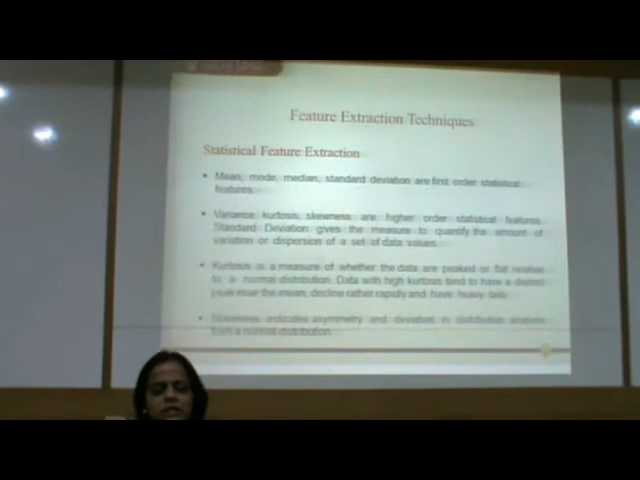 Feature Extraction Techniques
Statistical Feature Extraction
• Mean, mode, median, standard deviation are first order statistical
features.
• Variance, kurtosis, skewness are higher order statistical features.
Standard Deviation gives the measure to quantify the amount of
variation or dispersion of a set of data values.
• Kurtosis is a measure of whether the data are peaked or flat relative
to a normal distribution. Data with high kurtosis tend to have a distinct
peak near the mean, decline rather rapidly and have heavy tails
• Skewness indicates asymmetry and deviation in distribution
from a normal distribution